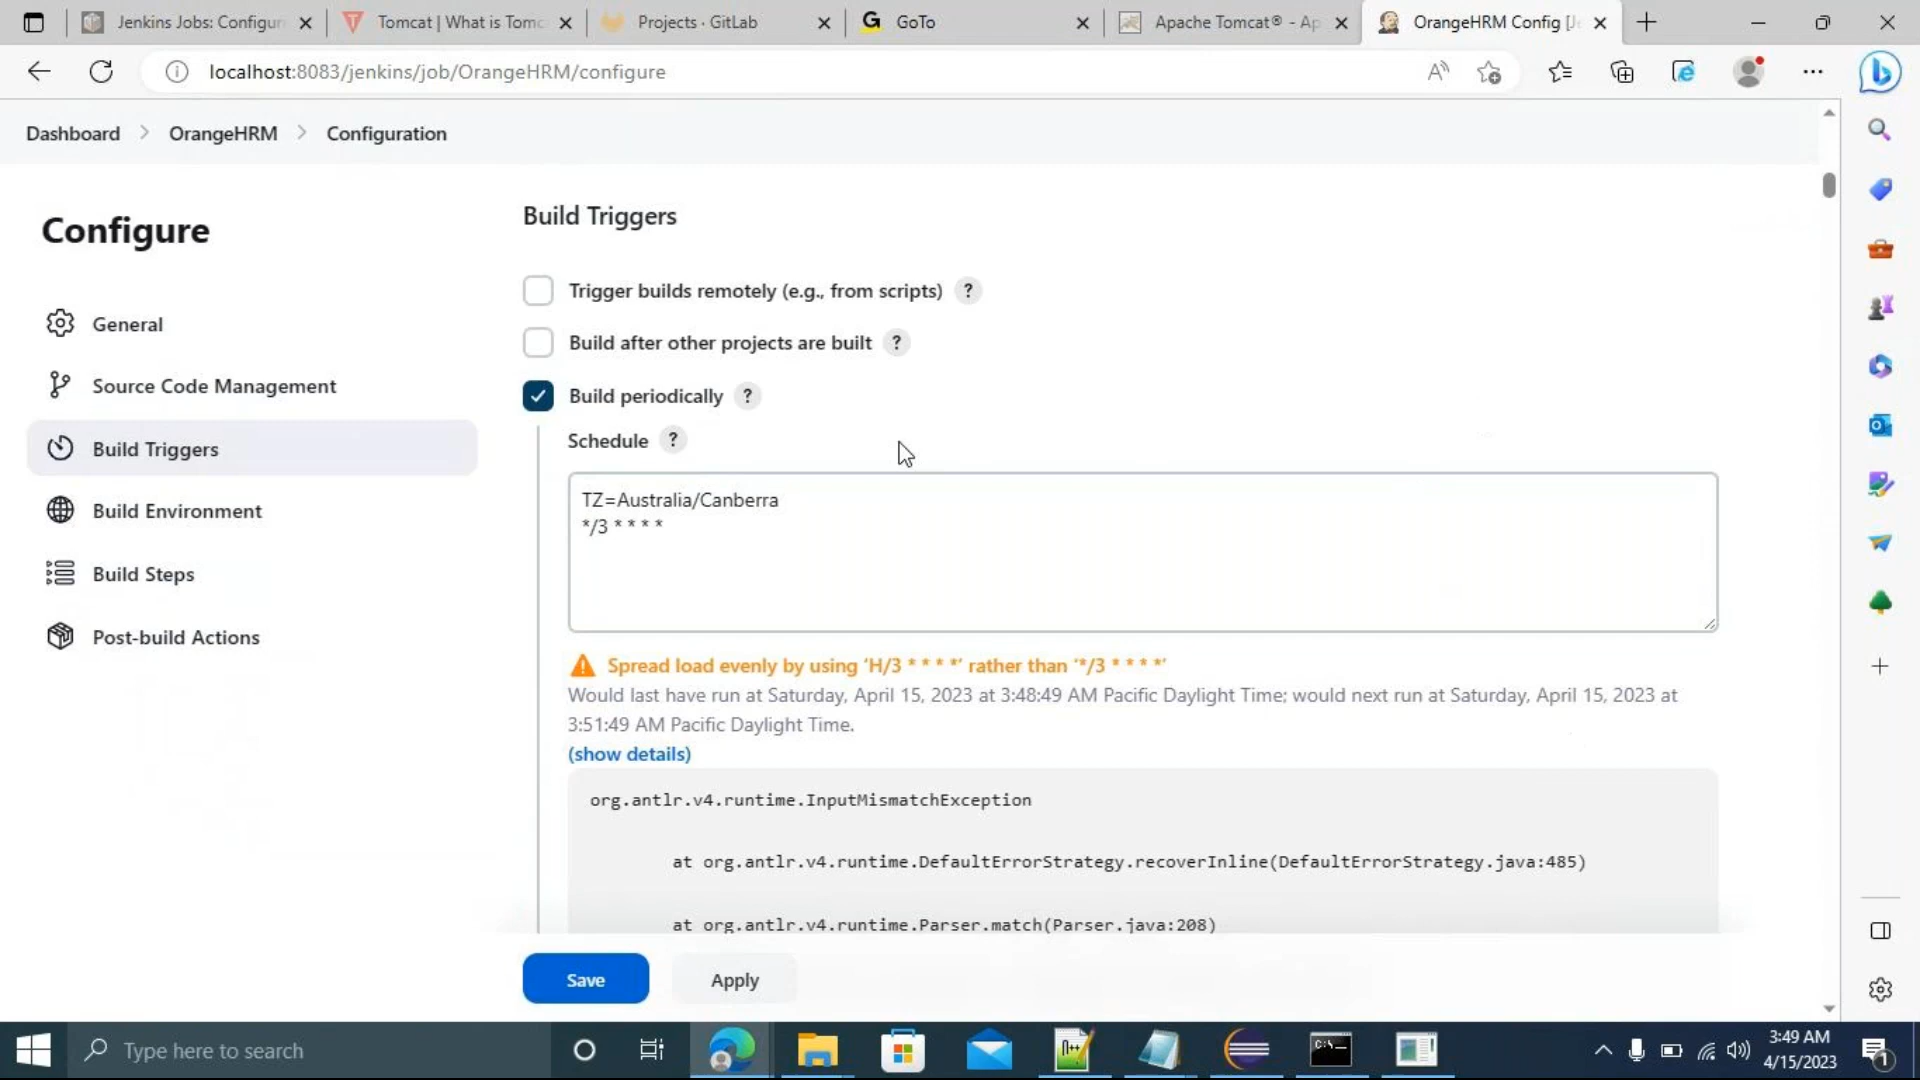 Jenkins Jobs: Configur
Tomcat | What is Tomc
Projects · GitLab
GoTo
Apache Tomcat® - Ap
OrangeHRM Config [Je
localhost:8083/jenkins/job/OrangeHRM/configure
Dashboard > OrangeHRM > Configuration
Configure
General
Source Code Management
Build Triggers
Build Environment
Build Steps
Post-build Actions
Build Triggers
Trigger builds remotely (e.g., from scripts) ?
Build after other projects are built ?
Build periodically ?
Schedule ?
TZ=Australia/Canberra
*/3 * * * *
Spread load evenly by using ‘H/3 * * * *’ rather than ‘*/3 * * * *’
Would last have run at Saturday, April 15, 2023 at 3:48:49 AM Pacific Daylight Time; would next run at Saturday, April 15, 2023 at
3:51:49 AM Pacific Daylight Time.
(show details)
org.antlr.v4.runtime.InputMismatchException
at org.antlr.v4.runtime.DefaultErrorStrategy.recoverInline(DefaultErrorStrategy.java:485)
at org.antlr.v4.runtime.Parser.match(Parser.java:208)
Save
Apply
Type here to search
3:49 AM
4/15/2023
1